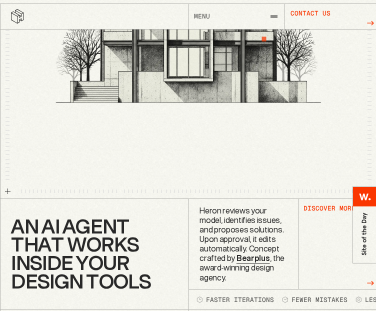 MENU
CONTACT US
W.
Site of the Day
AN AI AGENT
THAT WORKS
INSIDE YOUR
DESIGN TOOLS
Heron reviews your
model, identifies issues,
and proposes solutions.
Upon approval, it edits
automatically. Concept
crafted by Bearplus, the
award-winning design
agency.
DISCOVER MOR
FASTER ITERATIONS
FEWER MISTAKES
LES